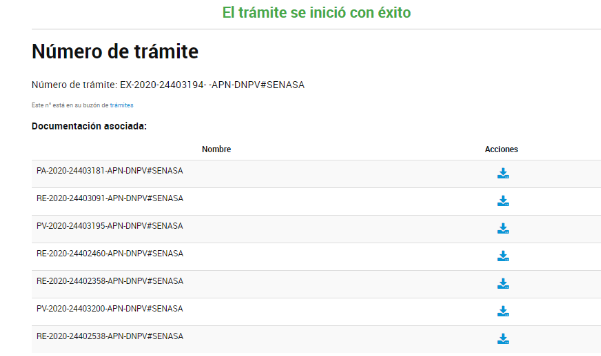 El trámite se inició con éxito
Número de trámite
Número de trámite: EX-2020-24403194- -APN-DNPV#SENASA
Este n° está en su buzón de trámites
Documentación asociada:
Nombre Acciones
PA-2020-24403181-APN-DNPV#SENASA
RE-2020-24403091-APN-DNPV#SENASA
PV-2020-24403195-APN-DNPV#SENASA
RE-2020-24402460-APN-DNPV#SENASA
RE-2020-24402358-APN-DNPV#SENASA
PV-2020-24403200-APN-DNPV#SENASA
RE-2020-24402538-APN-DNPV#SENASA